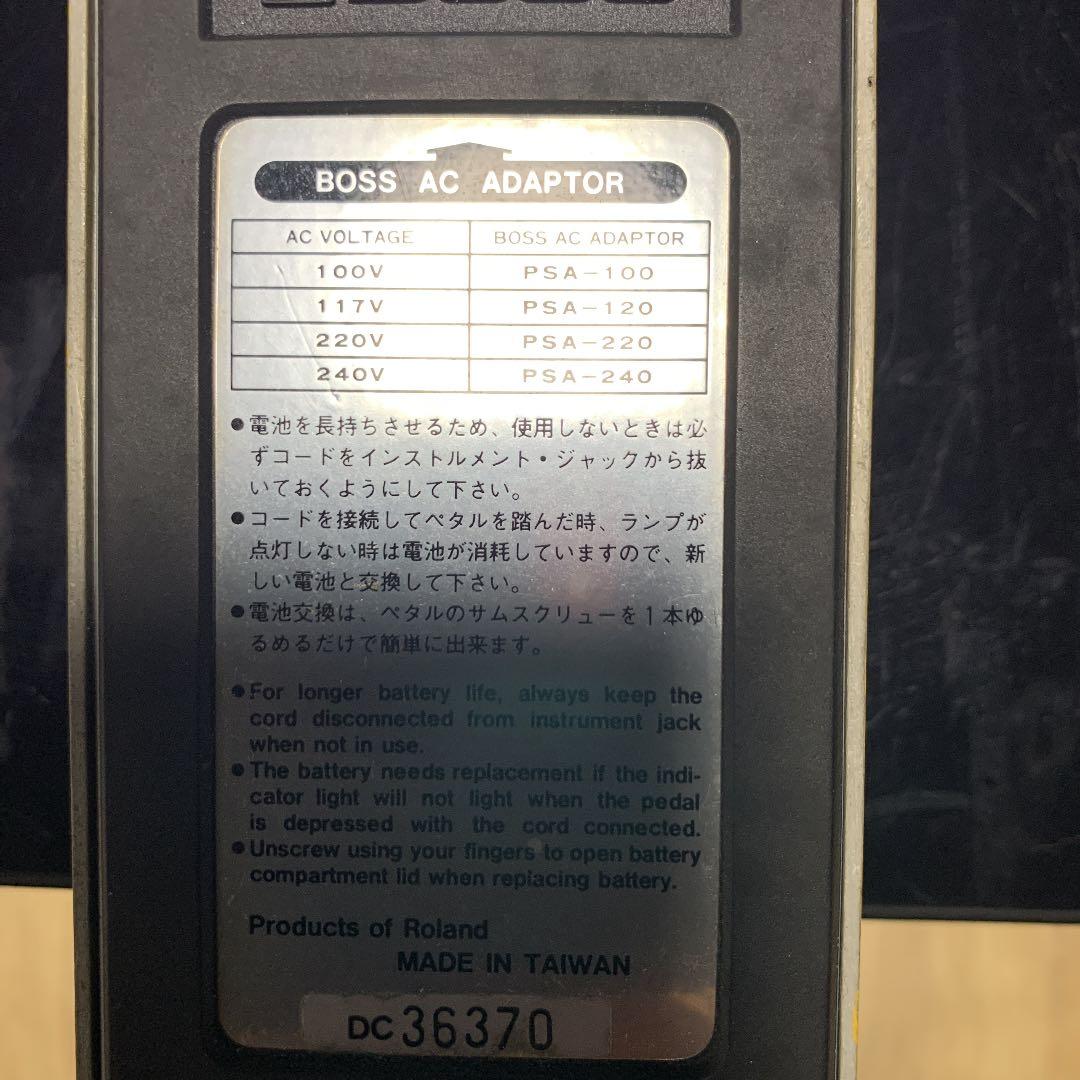 BOSS AC ADAPTOR
AC VOLTAGE BOSS AC ADAPTOR
100V PSA-100
117V PSA-120
220V PSA-220
240V PSA-240
●電池を長持ちさせるため、使用しないときは必
ずコードをインストルメント・ジャックから抜
いておくようにして下さい。
●コードを接続してペタルを踏んだ時、ランプが
点灯しない時は電池が消耗していますので、新
しい電池と交換して下さい。
●電池交換は、ペタルのサムスクリューを1本ゆ
るめるだけで簡単に出来ます。
●For longer battery life, always keep the
cord disconnected from instrument jack
when not in use.
●The battery needs replacement if the indi-
cator light will not light when the pedal
is depressed with the cord connected.
●Unscrew using your fingers to open battery
compartment lid when replacing battery.
Products of Roland
MADE IN TAIWAN
DC 36370